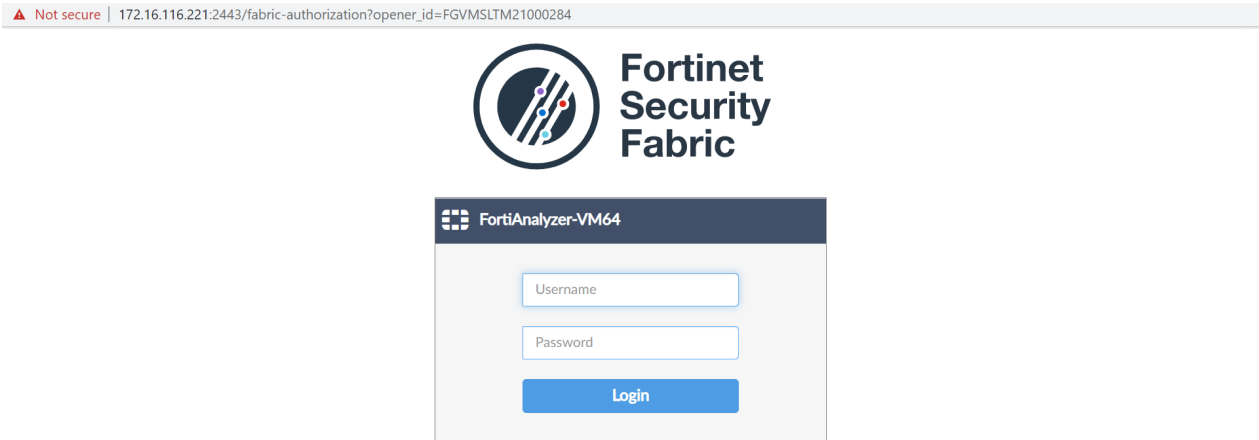 Not secure | 172.16.116.221:2443/fabric-authorization?opener_id=FGVMSLTM21000284
Fortinet
Security
Fabric
FortiAnalyzer-VM64
Username
Password
Login